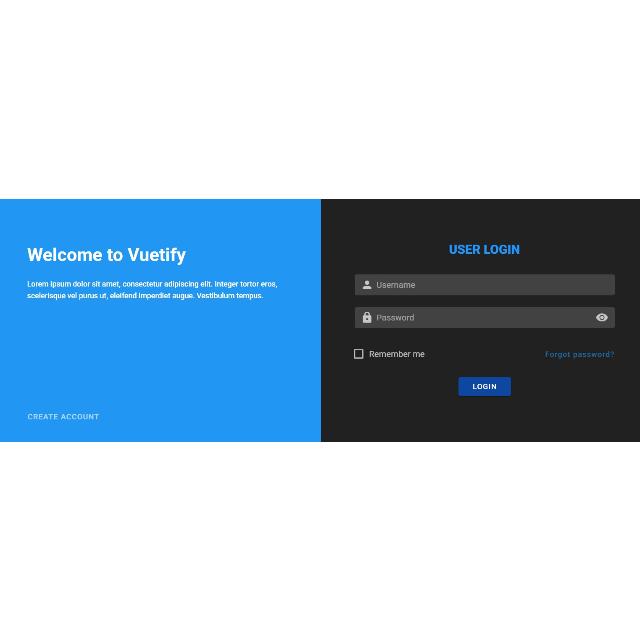 Welcome to Vuetify
Lorem ipsum dolor sit amet, consectetur adipiscing elit. Integer tortor eros,
scelerisque vel purus ut, eleifend imperdiet augue. Vestibulum tempus.
CREATE ACCOUNT
USER LOGIN
Username
Password
Remember me
Forgot password?
LOGIN